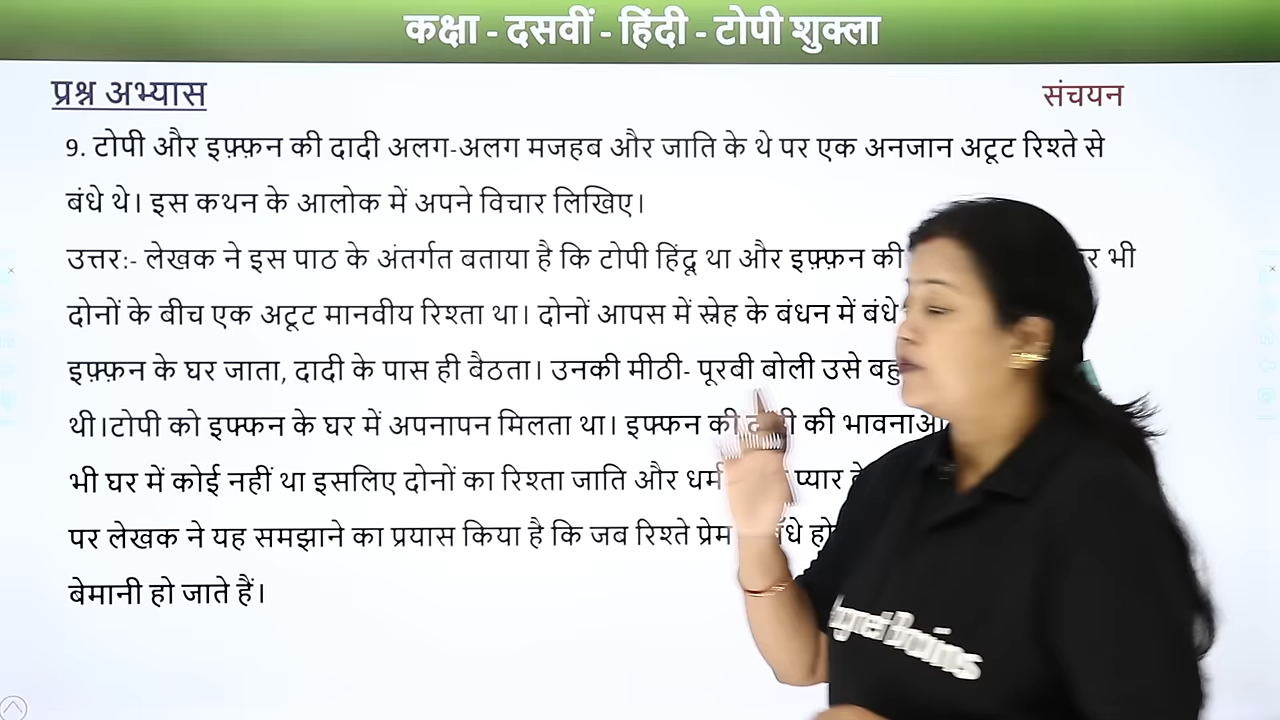 कक्षा - दसवीं - हिंदी - टोपी शुक्ला
प्रश्न अभ्यास
संचयन
9. टोपी और इफ़्फ़न की दादी अलग-अलग मजहब और जाति के थे पर एक अनजान अटूट रिश्ते से
बंधे थे। इस कथन के आलोक में अपने विचार लिखिए।
उत्तर:- लेखक ने इस पाठ के अंतर्गत बताया है कि टोपी हिंदू था और इफ़्फ़न की भी
दोनों के बीच एक अटूट मानवीय रिश्ता था। दोनों आपस में स्नेह के बंधन में बंधे
इफ़्फ़न के घर जाता, दादी के पास ही बैठता। उनकी मीठी- पूरबी बोली उसे
थी।टोपी को इफ्फन के घर में अपनापन मिलता था। इफ्फन की की
भी घर में कोई नहीं था इसलिए दोनों का रिश्ता जाति और प्यार
पर लेखक ने यह समझाने का प्रयास किया है कि जब रिश्ते प्रेम
बेमानी हो जाते हैं।
Brains